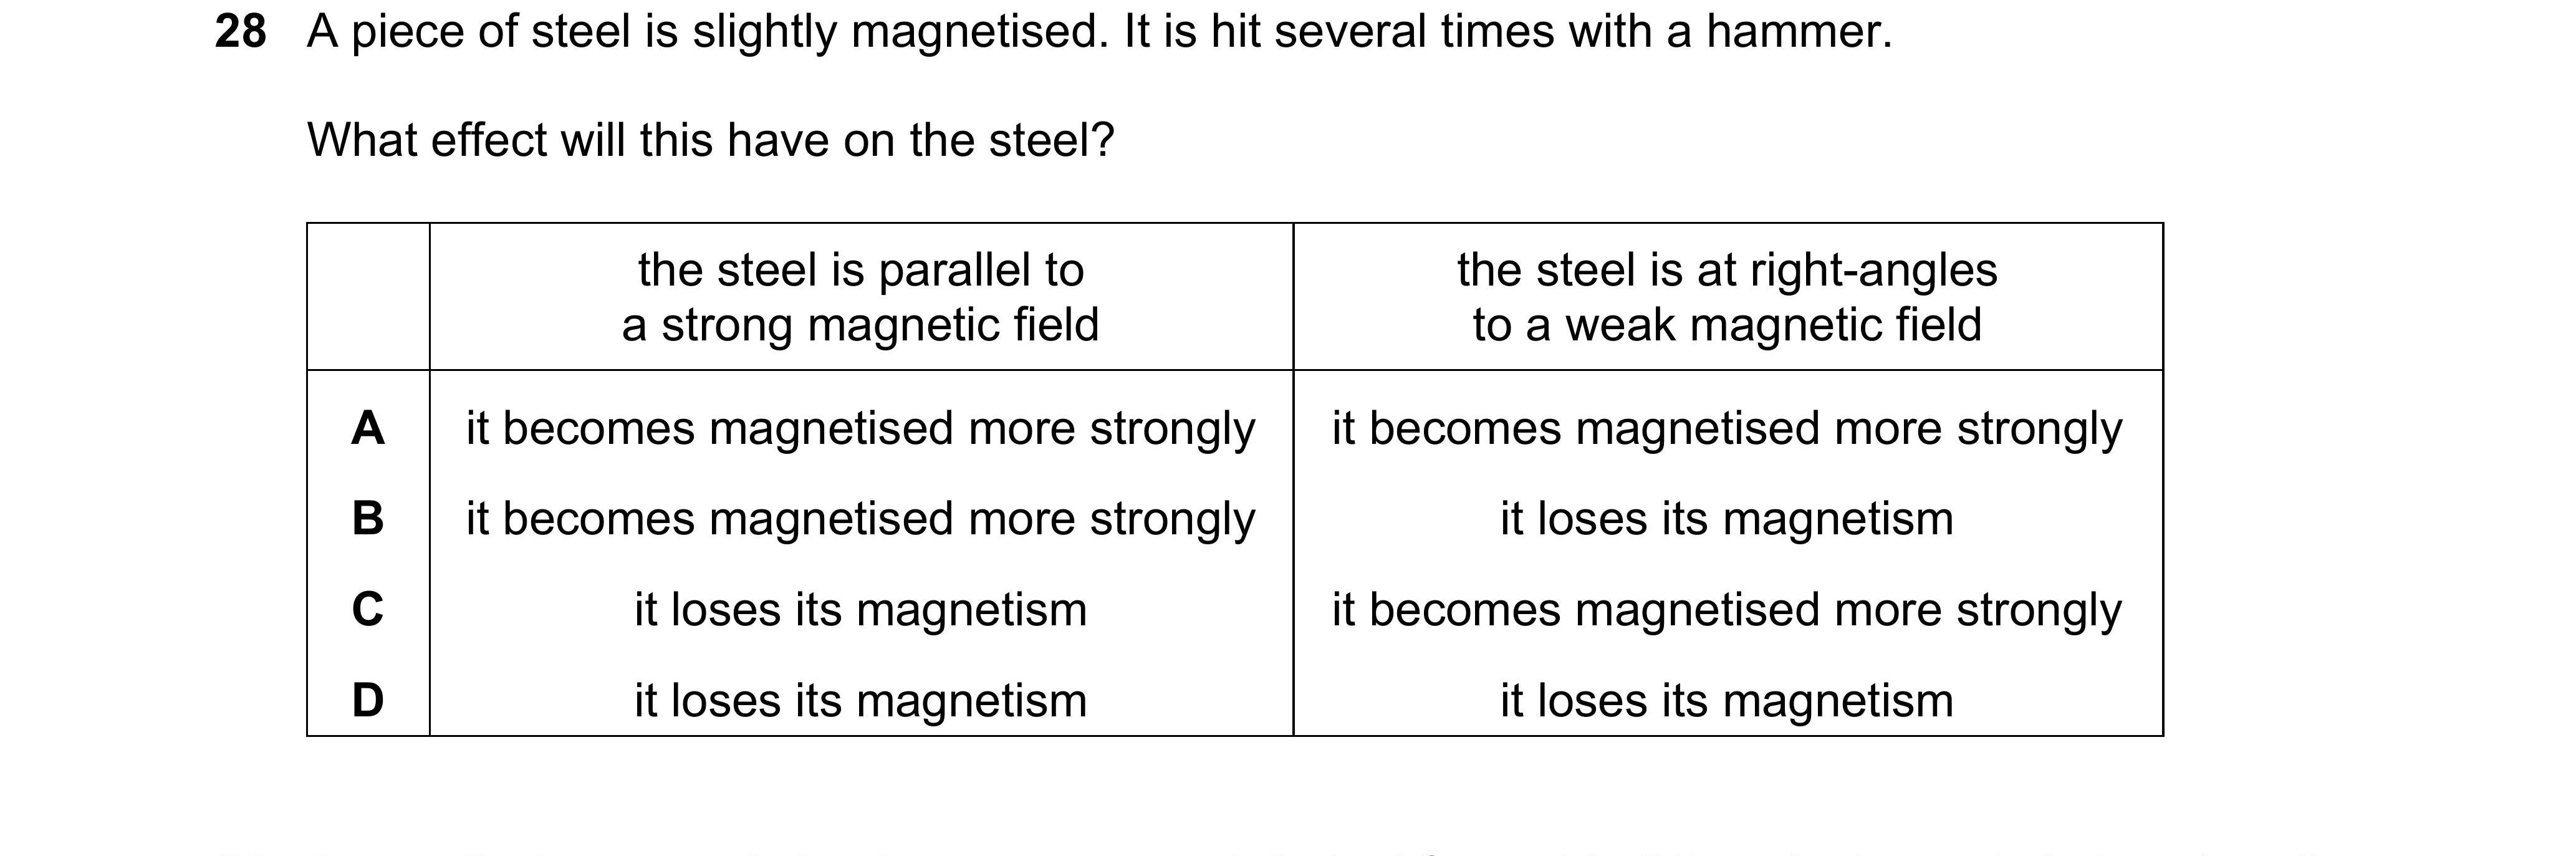 28 A piece of steel is slightly magnetised. It is hit several times with a hammer.
What effect will this have on the steel?
the steel is parallel to
a strong magnetic field
the steel is at right-angles
to a weak magnetic field
A it becomes magnetised more strongly it becomes magnetised more strongly
B it becomes magnetised more strongly it loses its magnetism
C it loses its magnetism it becomes magnetised more strongly
D it loses its magnetism it loses its magnetism